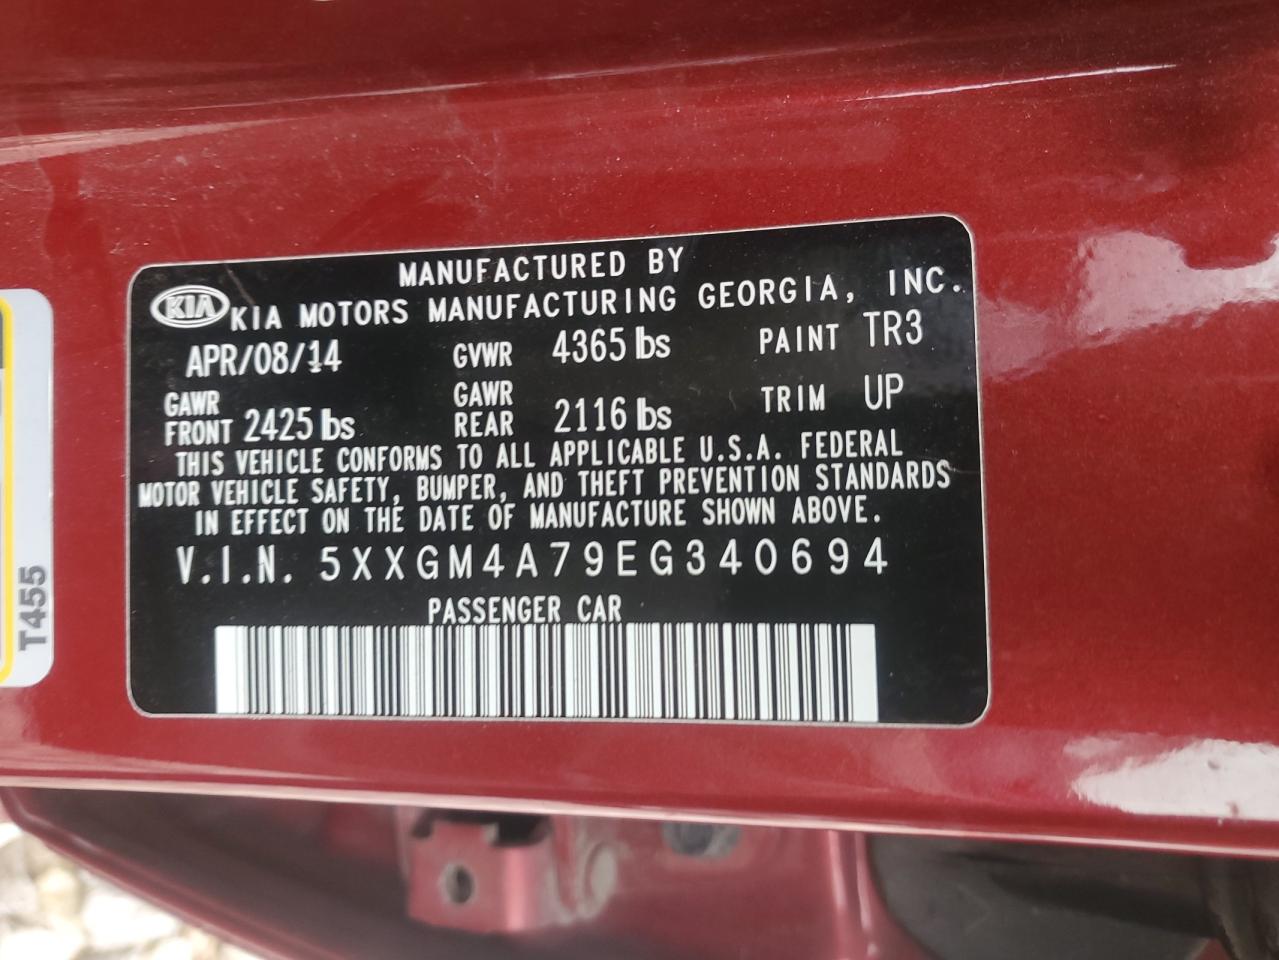 MANUFACTURED BY
KIA KIA MOTORS MANUFACTURING GEORGIA, INC.
APR/08/14 GVWR 4365 lbs PAINT TR3
GAWR FRONT 2425 lbs GAWR REAR 2116 lbs TRIM UP
THIS VEHICLE CONFORMS TO ALL APPLICABLE U.S.A. FEDERAL
MOTOR VEHICLE SAFETY, BUMPER, AND THEFT PREVENTION STANDARDS
IN EFFECT ON THE DATE OF MANUFACTURE SHOWN ABOVE.
V.I.N. 5XXGM4A79EG340694
PASSENGER CAR
T455